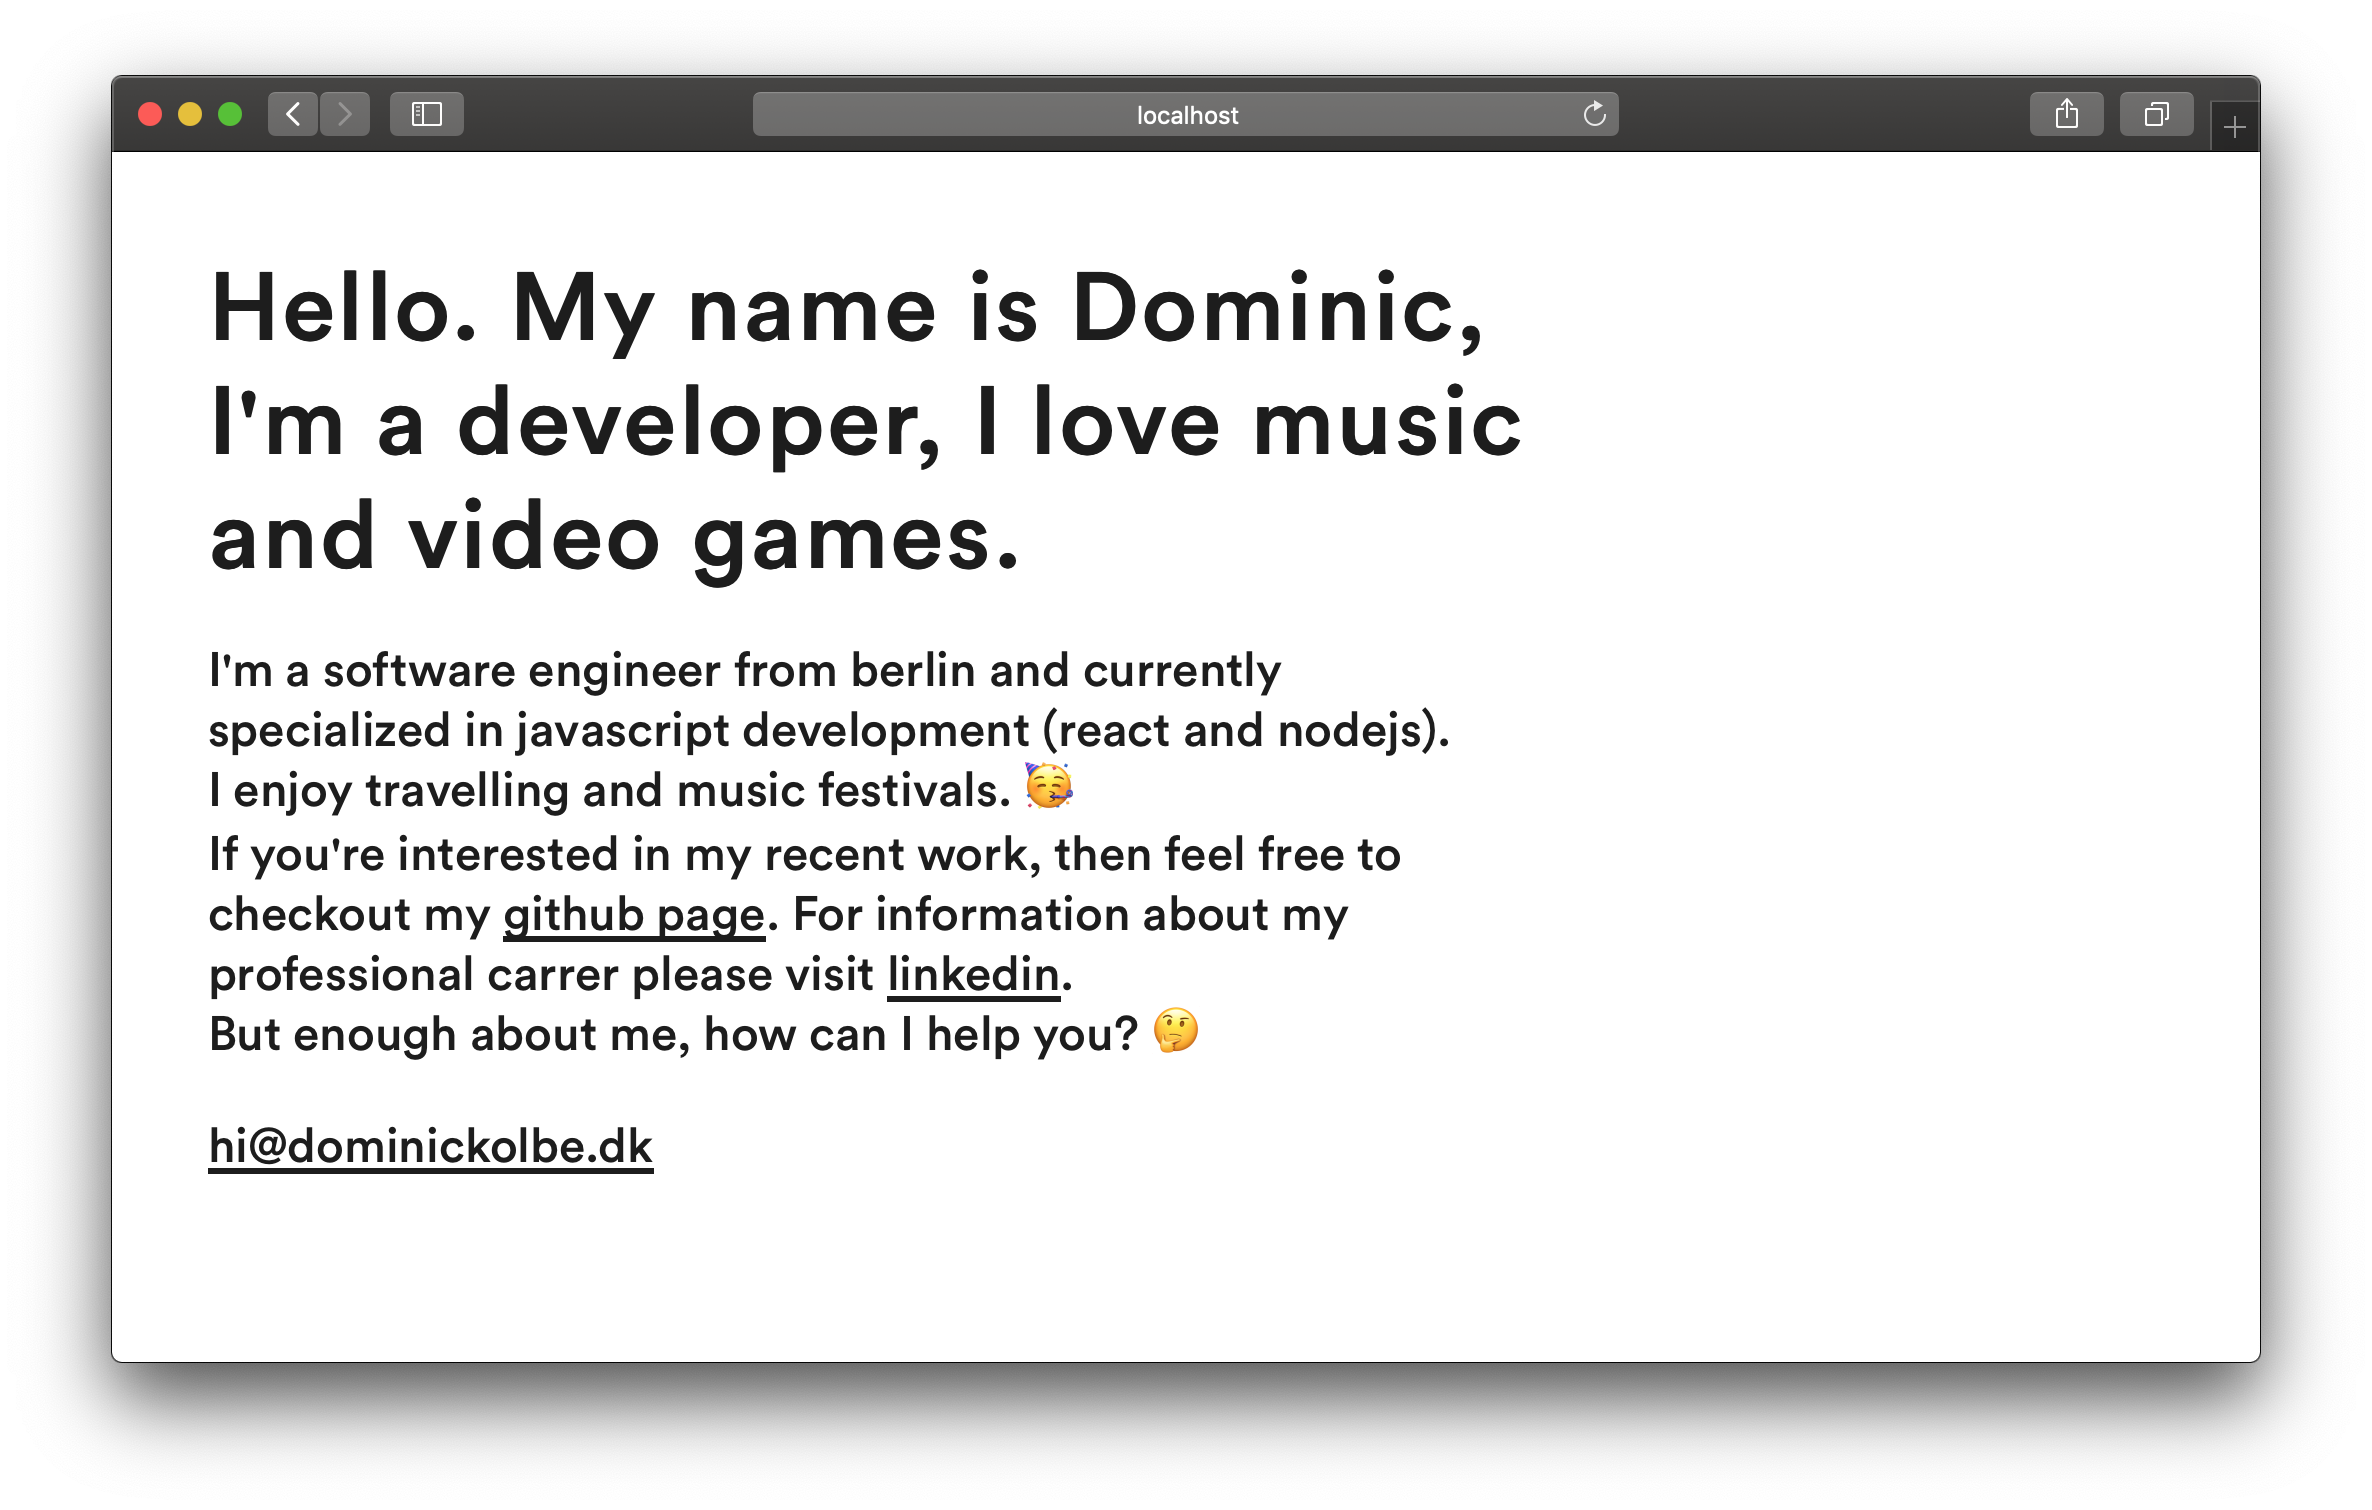 localhost
Hello. My name is Dominic,
I'm a developer, I love music
and video games.
I'm a software engineer from berlin and currently
specialized in javascript development (react and nodejs).
I enjoy travelling and music festivals. 🥳
If you're interested in my recent work, then feel free to
checkout my github page. For information about my
professional carrer please visit linkedin.
But enough about me, how can I help you? 🤔
hi@dominickolbe.dk